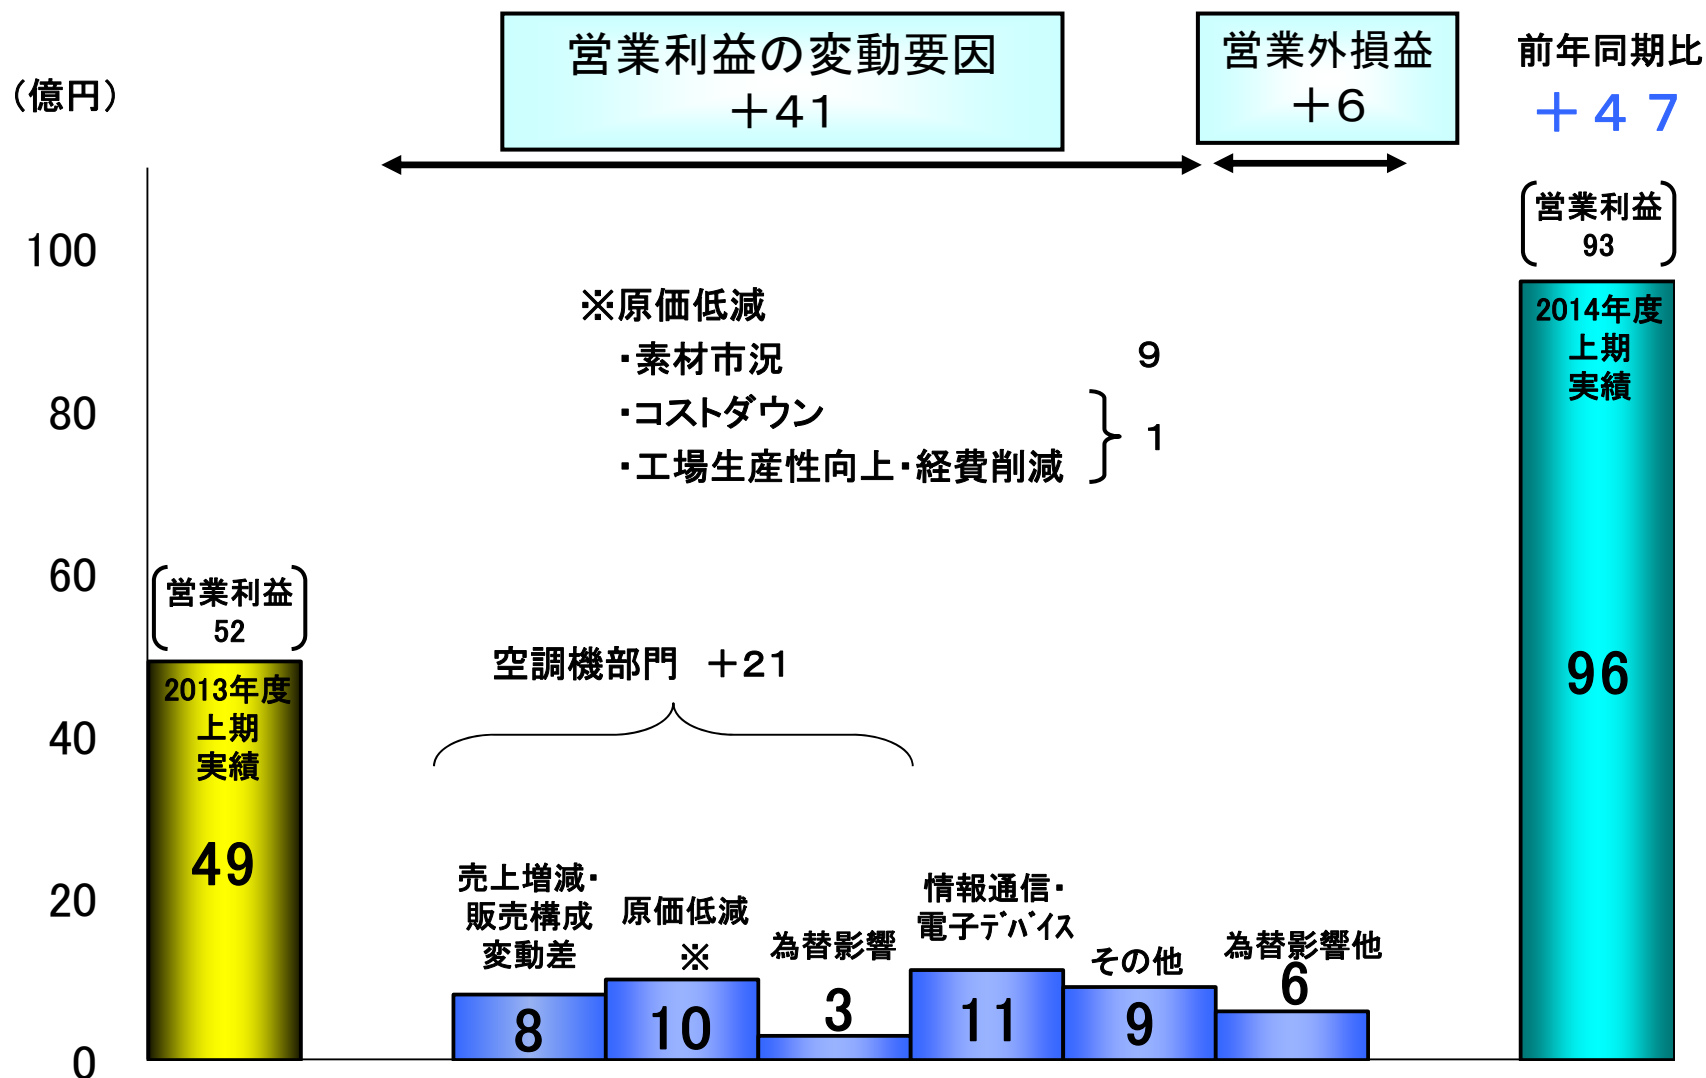 営業利益の変動要因
＋41
営業外損益
＋6
前年同期比
＋４７
（億円）
営業利益
93
100
80
60
40
20
0
※原価低減
・素材市況 9
・コストダウン
・工場生産性向上・経費削減
1
2014年度
上期
実績
96
営業利益
52
2013年度
上期
実績
49
空調機部門 ＋21
売上増減・
販売構成
変動差
8
原価低減
※
10
為替影響
3
情報通信・
電子ﾃﾞﾊﾞｲｽ
11
その他
9
為替影響他
6